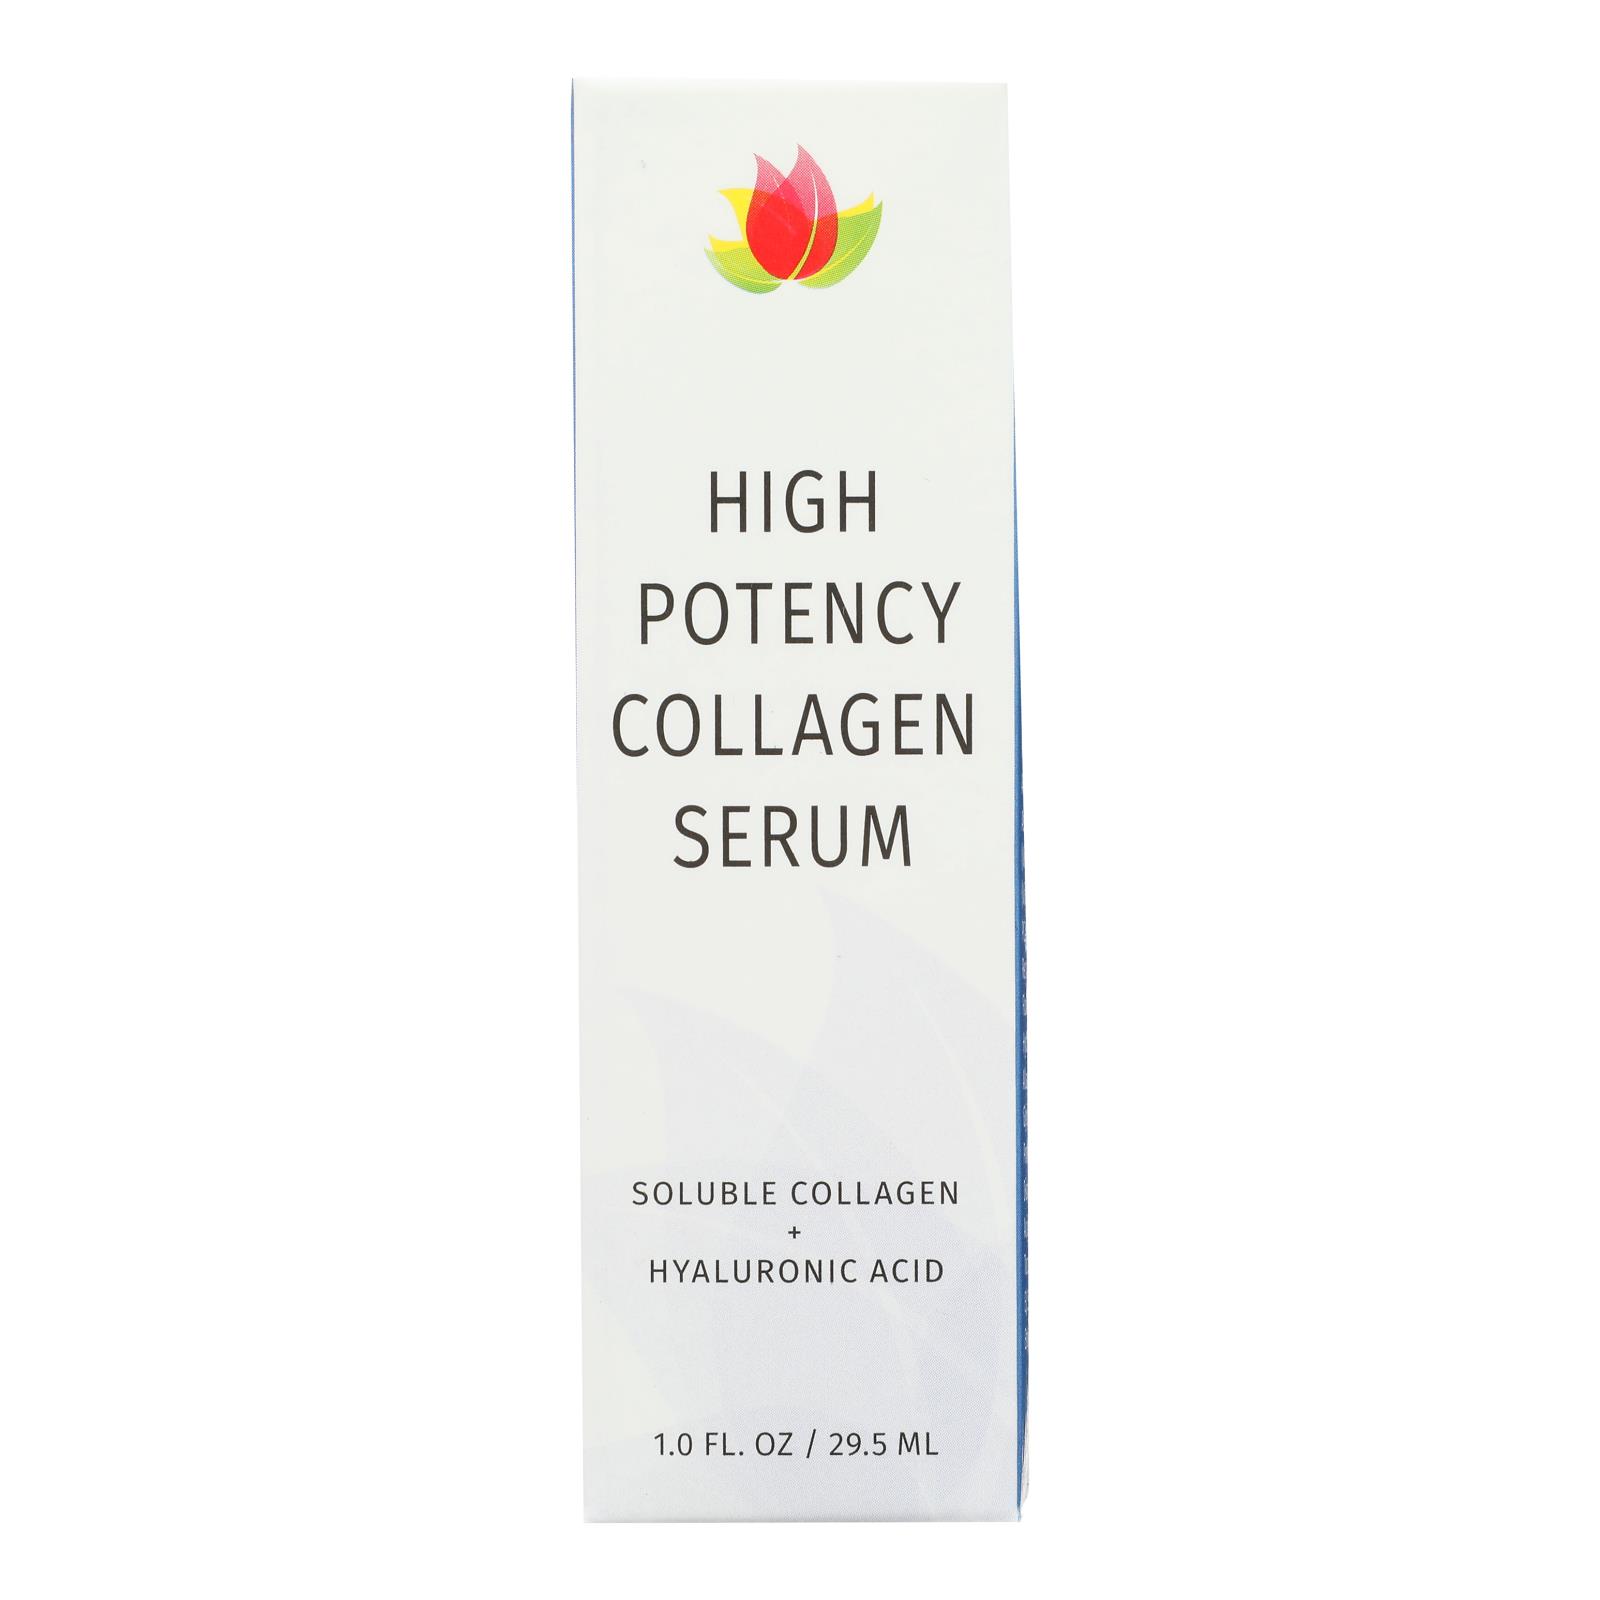 HIGH
POTENCY
COLLAGEN
SERUM
SOLUBLE COLLAGEN
+
HYALURONIC ACID
1.0 FL. OZ / 29.5 ML